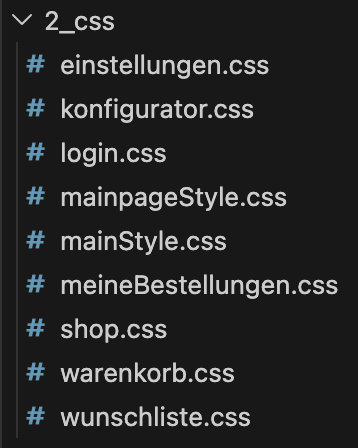 2_css
# einstellungen.css
# konfigurator.css
# login.css
# mainpageStyle.css
# mainStyle.css
# meineBestellungen.css
# shop.css
# warenkorb.css
# wunschliste.css